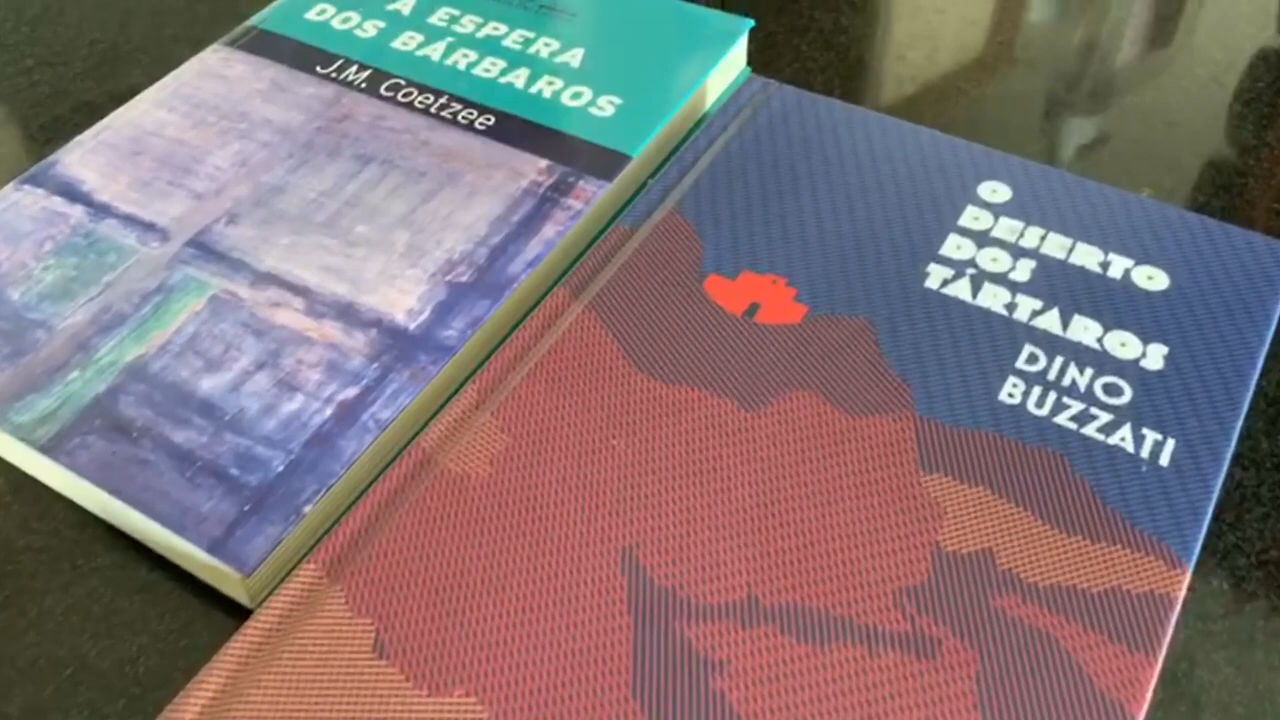 À ESPERA
DOS BÁRBAROS
J.M. Coetzee
O
DESERTO
DOS
TÁRTAROS
DINO
BUZZATI